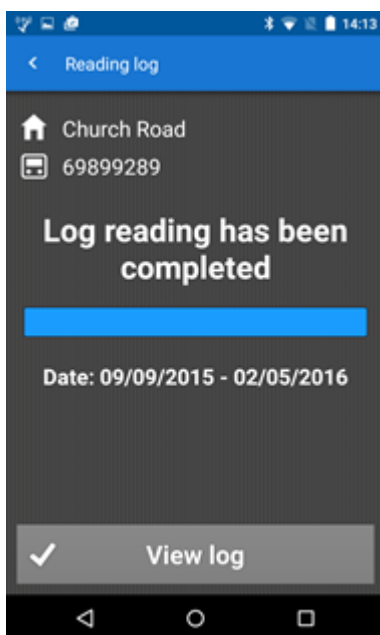 14:13
Reading log
Church Road
69899289
Log reading has been
completed
Date: 09/09/2015 - 02/05/2016
View log